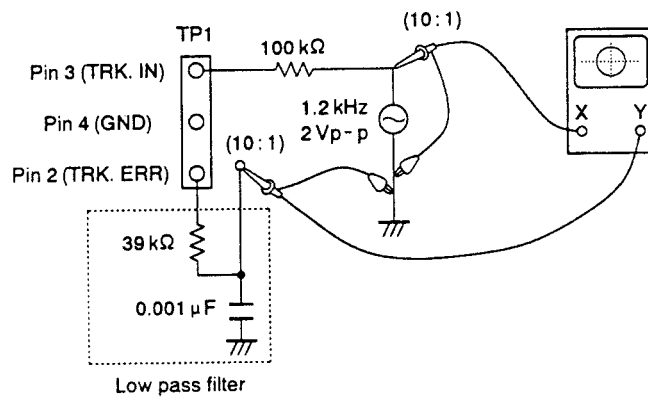 TP1
(10 : 1)
100 kΩ
Pin 3 (TRK. IN)
1.2 kHz
2 Vp-p
X
Y
Pin 4 (GND)
(10 : 1)
Pin 2 (TRK. ERR)
39 kΩ
0.001 µF
Low pass filter